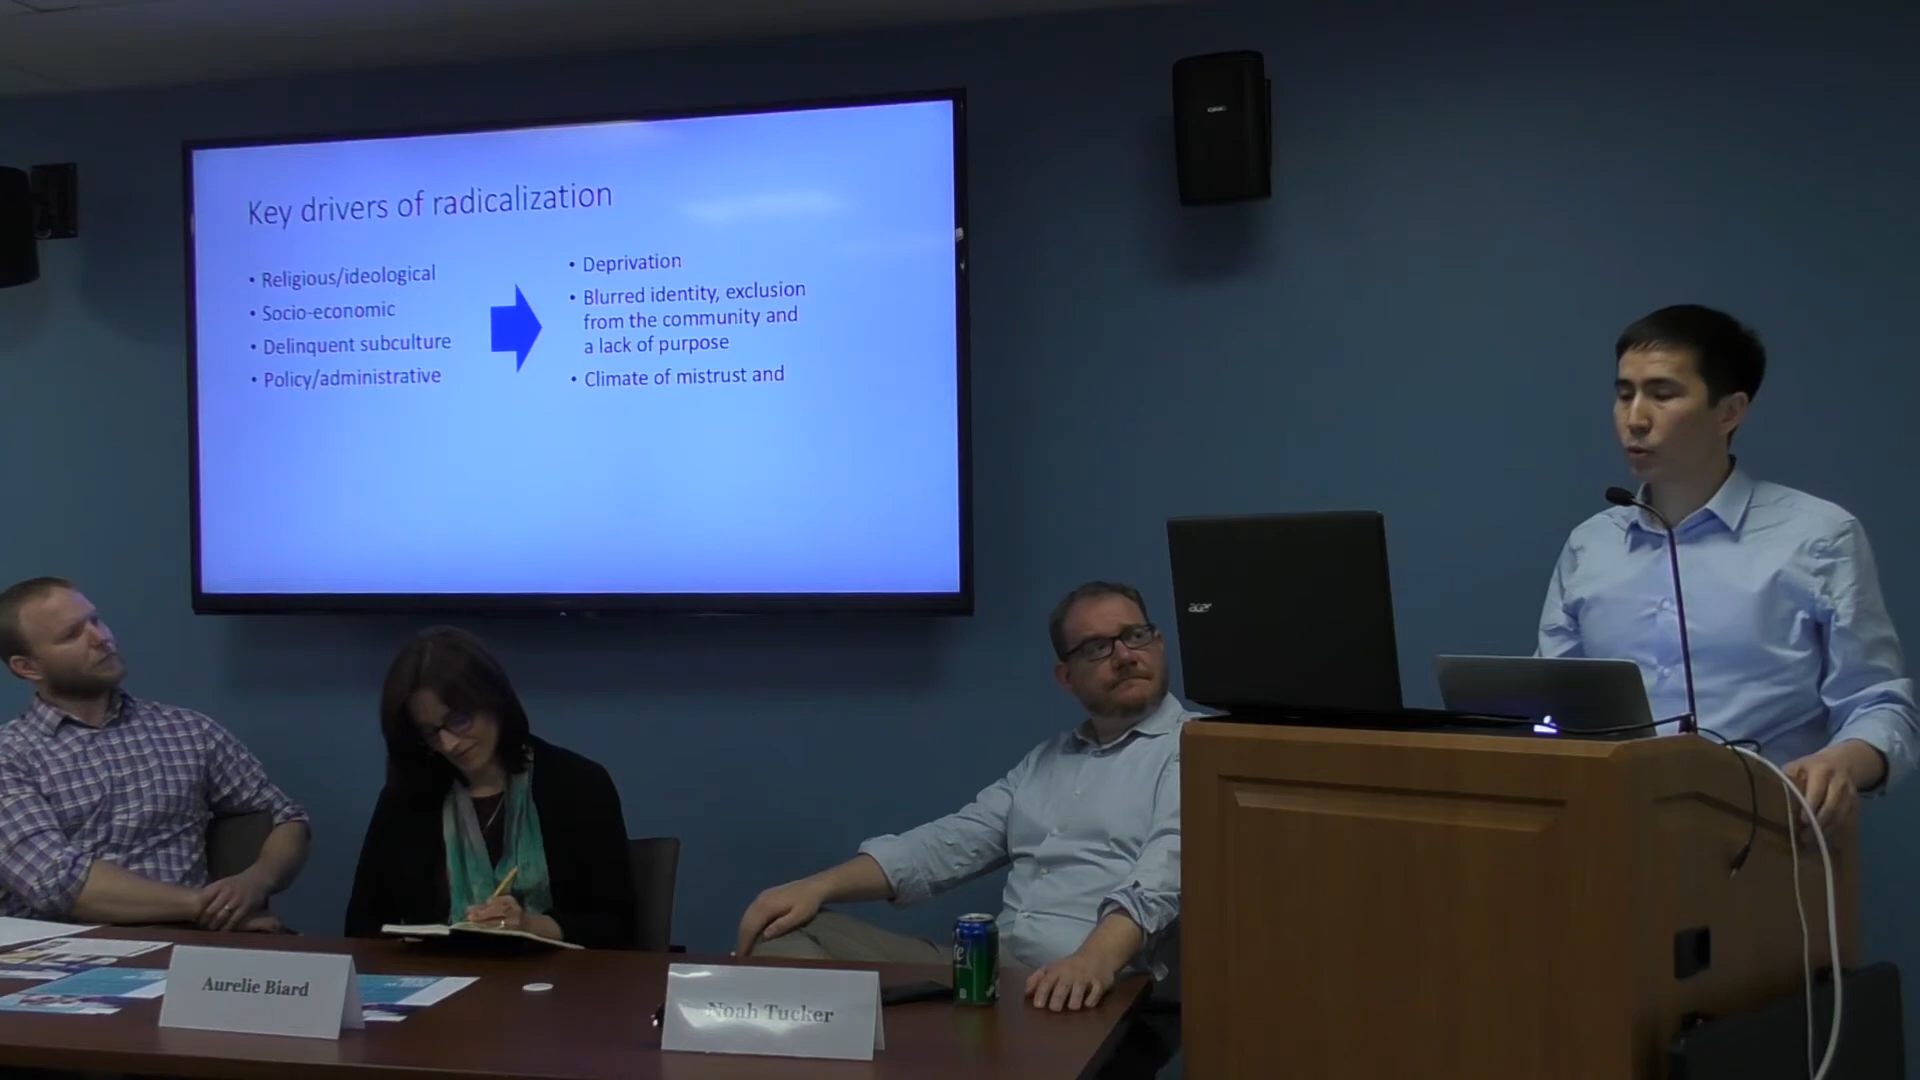 Key drivers of radicalization
• Religious/ideological
• Socio-economic
• Delinquent subculture
• Policy/administrative
• Deprivation
• Blurred identity, exclusion
from the community and
a lack of purpose
• Climate of mistrust and
acer
Aurelie Biard
Noah Tucker